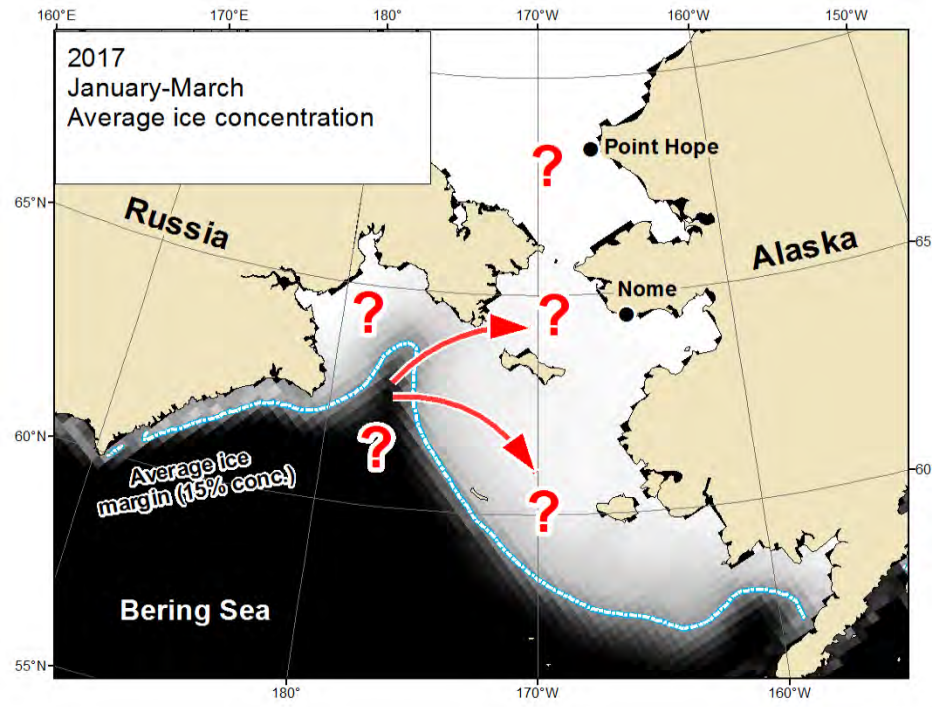 160°E 170°E 180° 170°W 160°W 150°W
2017
January-March
Average ice concentration
Point Hope
?
65°N
Russia
65
Alaska
Nome
?
?
60°N
?
60
Average ice
margin (15% conc.)
?
Bering Sea
55°N
180° 170°W 160°W